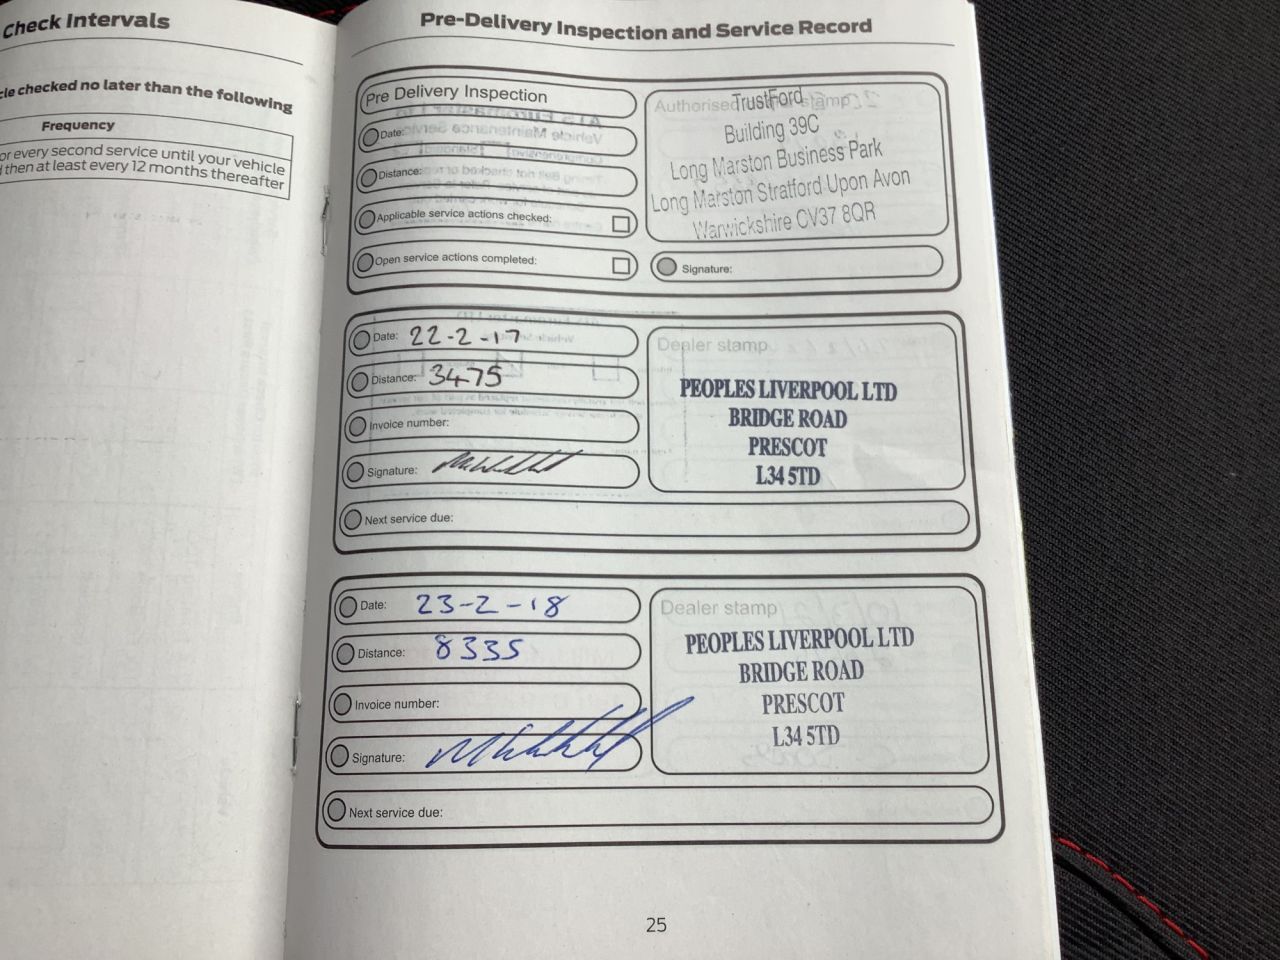 Check Intervals
cle checked no later than the following
Frequency
or every second service until your vehicle
then at least every 12 months thereafter
Pre-Delivery Inspection and Service Record
Pre Delivery Inspection
Date:
Distance:
Applicable service actions checked:
Open service actions completed:
Authorised stamp
TrustFord
Building 39C
Long Marston Business Park
Long Marston Stratford Upon Avon
Warwickshire CV37 8QR
Signature:
Date: 22-2-17
Distance: 3475
Invoice number:
Signature:
Next service due:
Dealer stamp
PEOPLES LIVERPOOL LTD
BRIDGE ROAD
PRESCOT
L34 5TD
Date: 23-2-18
Distance: 8335
Invoice number:
Signature:
Next service due:
Dealer stamp
PEOPLES LIVERPOOL LTD
BRIDGE ROAD
PRESCOT
L34 5TD
25